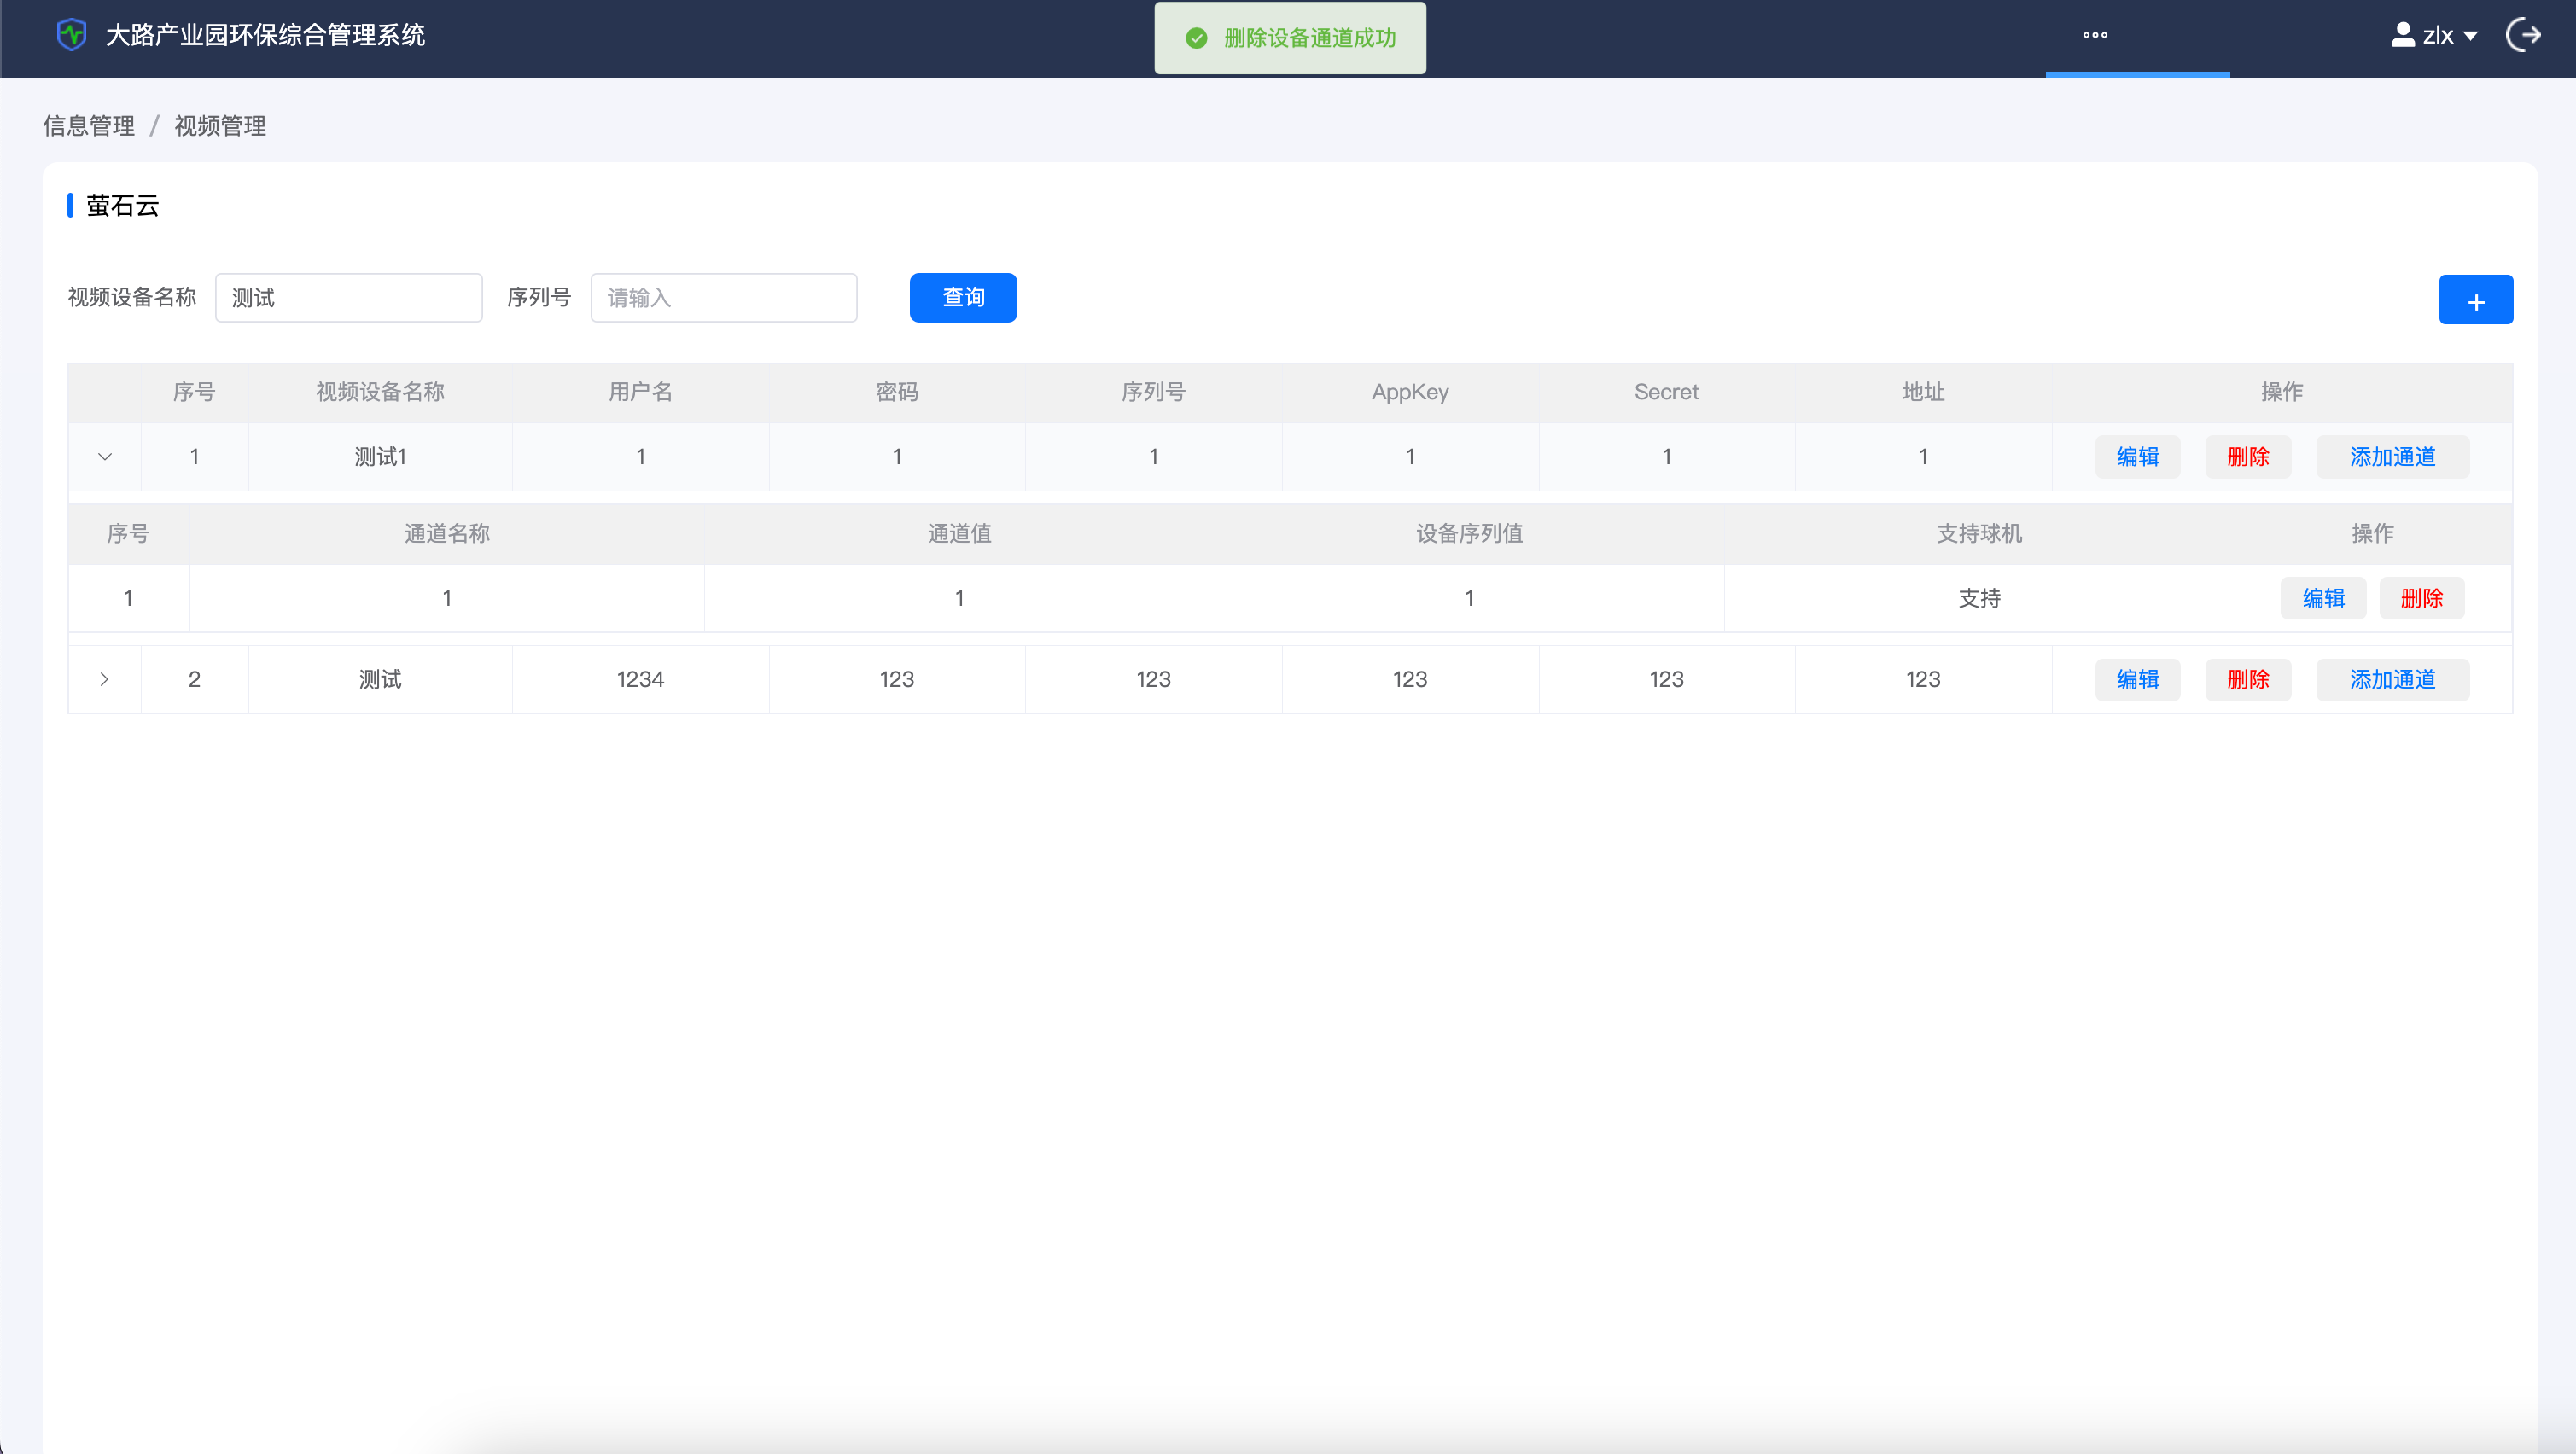 大路产业园环保综合管理系统
删除设备通道成功
zlx
信息管理 / 视频管理
萤石云
视频设备名称 测试 序列号 请输入 查询 +
序号 视频设备名称 用户名 密码 序列号 AppKey Secret 地址 操作
1 测试1 1 1 1 1 1 1 编辑 删除 添加通道
序号 通道名称 通道值 设备序列值 支持球机 操作
1 1 1 1 支持 编辑 删除
2 测试 1234 123 123 123 123 123 编辑 删除 添加通道